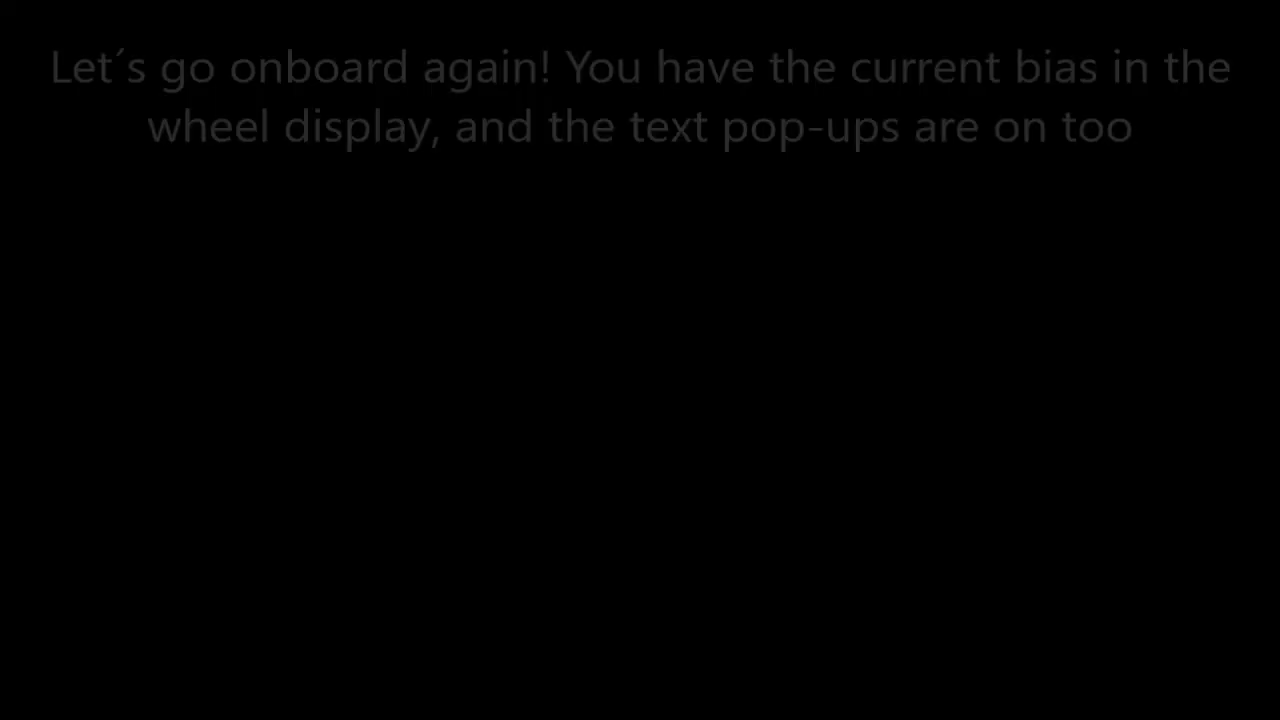 Let´s go onboard again! You have the current bias in the
wheel display, and the text pop-ups are on too